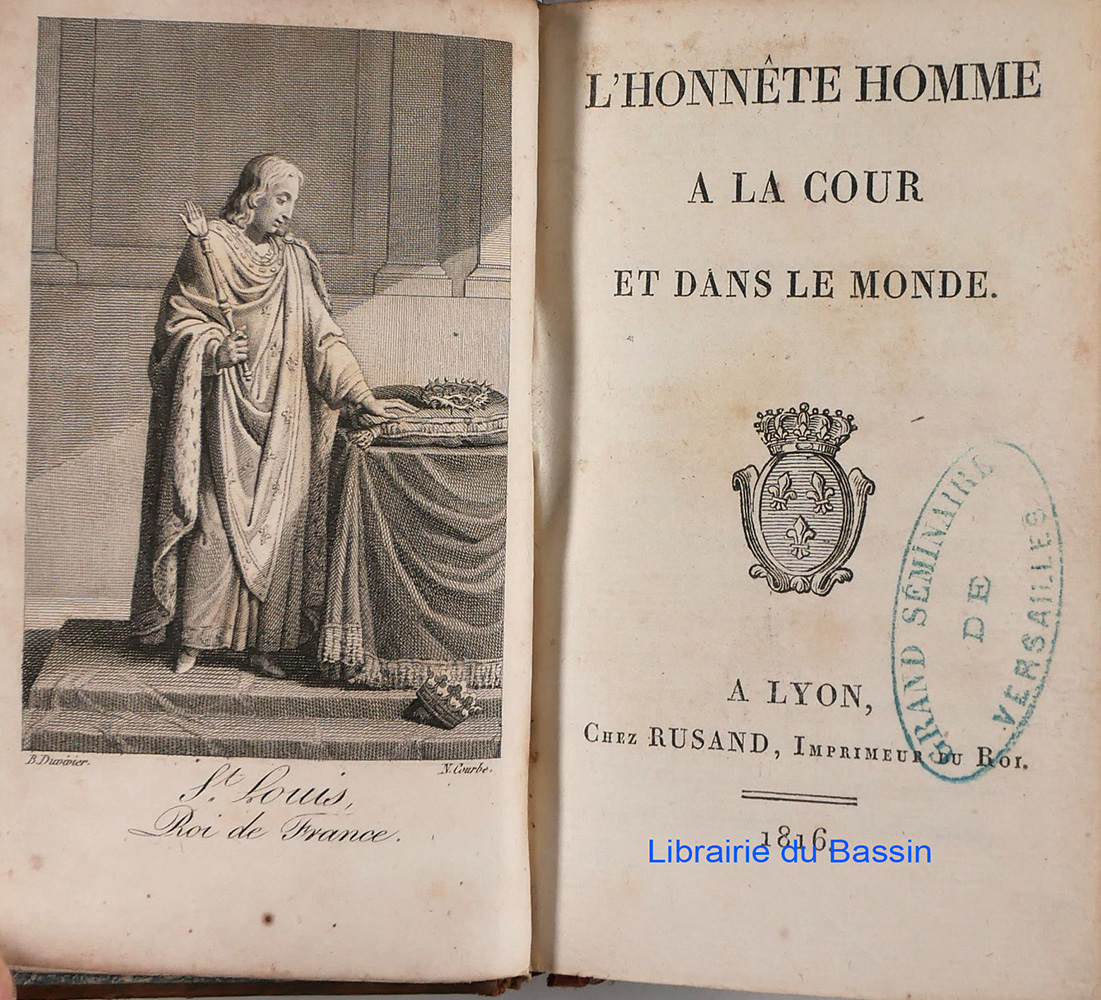 B. Duvivier.
N. Courbe.
St. Louis,
Roi de France.
L'HONNÊTE HOMME
A LA COUR
ET DANS LE MONDE.
A LYON,
CHEZ RUSAND, IMPRIMEUR DU ROI.
1816.
GRAND SÉMINAIRE
DE
VERSAILLES
Librairie du Bassin